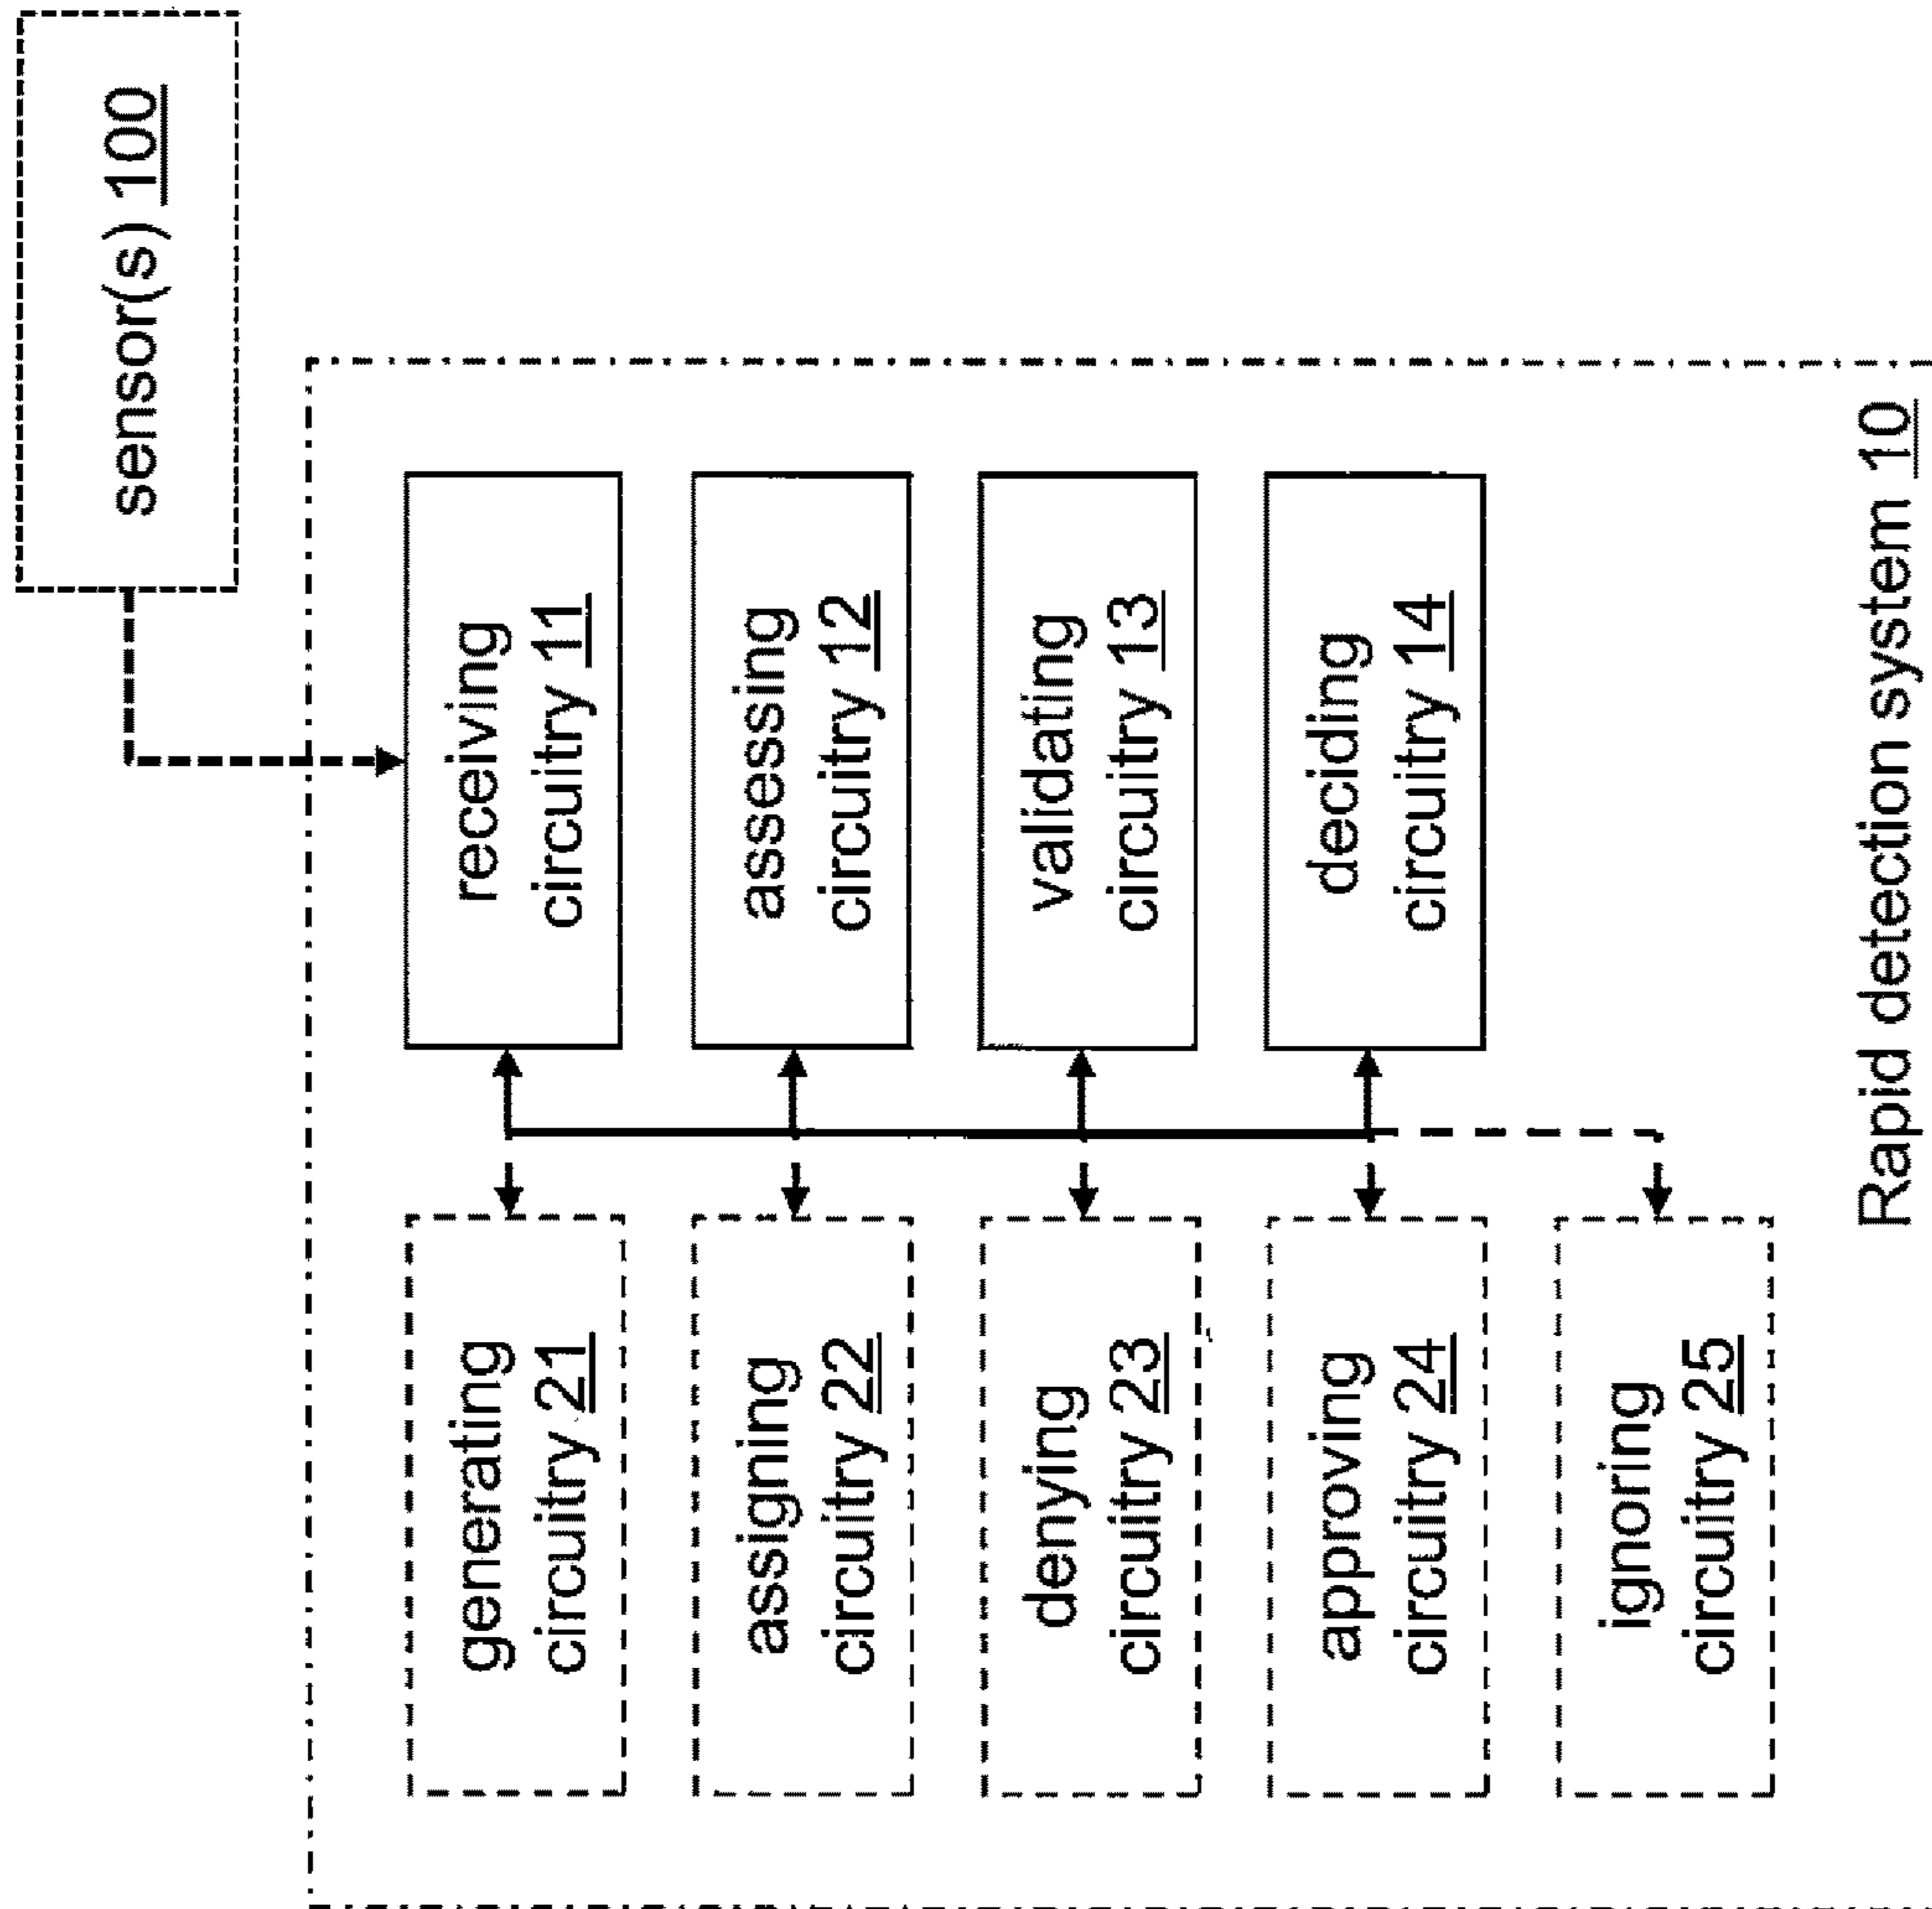 sensor(s) 100
receiving
circuitry 11
assessing
circuitry 12
validating
circuitry 13
deciding
circuitry 14
generating
circuitry 21
assigning
circuitry 22
denying
circuitry 23
approving
circuitry 24
ignoring
circuitry 25
Rapid detection system 10